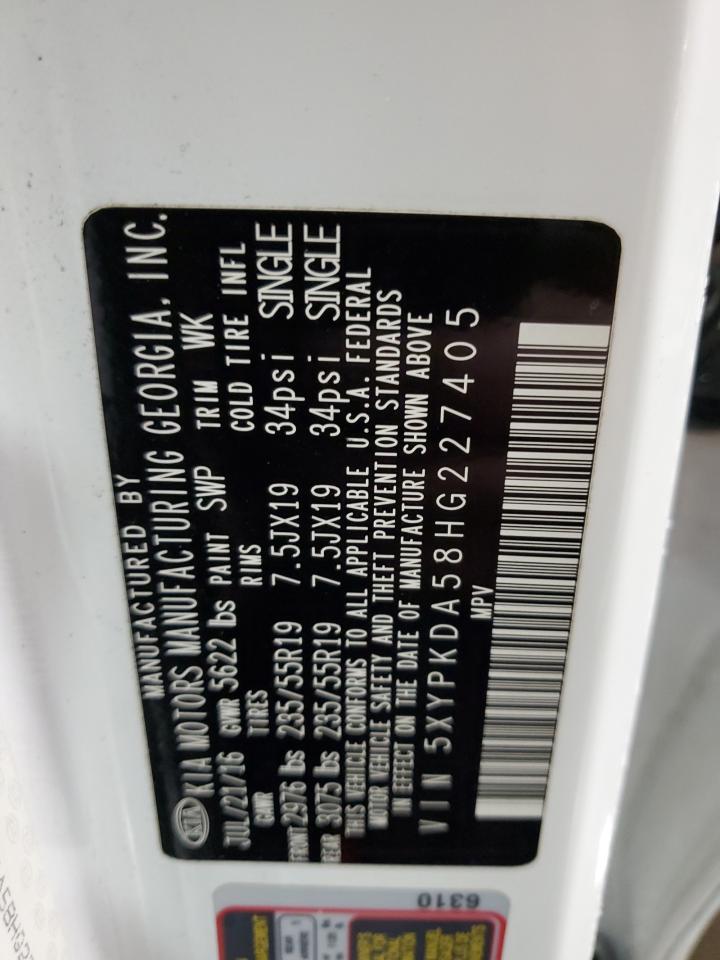 MANUFACTURED BY
KIA KIA MOTORS MANUFACTURING GEORGIA, INC.
JUL/21/16 GVWR 5622 lbs PAINT SWP TRIM WK
GAWR TIRES RIMS COLD TIRE INFL
FRONT 2976 lbs 235/55R19 7.5JX19 34psi SINGLE
REAR 3075 lbs 235/55R19 7.5JX19 34psi SINGLE
THIS VEHICLE CONFORMS TO ALL APPLICABLE U.S.A. FEDERAL
MOTOR VEHICLE SAFETY AND THEFT PREVENTION STANDARDS
IN EFFECT ON THE DATE OF MANUFACTURE SHOWN ABOVE
VIN 5XYPKDA58HG227405
MPV
6310